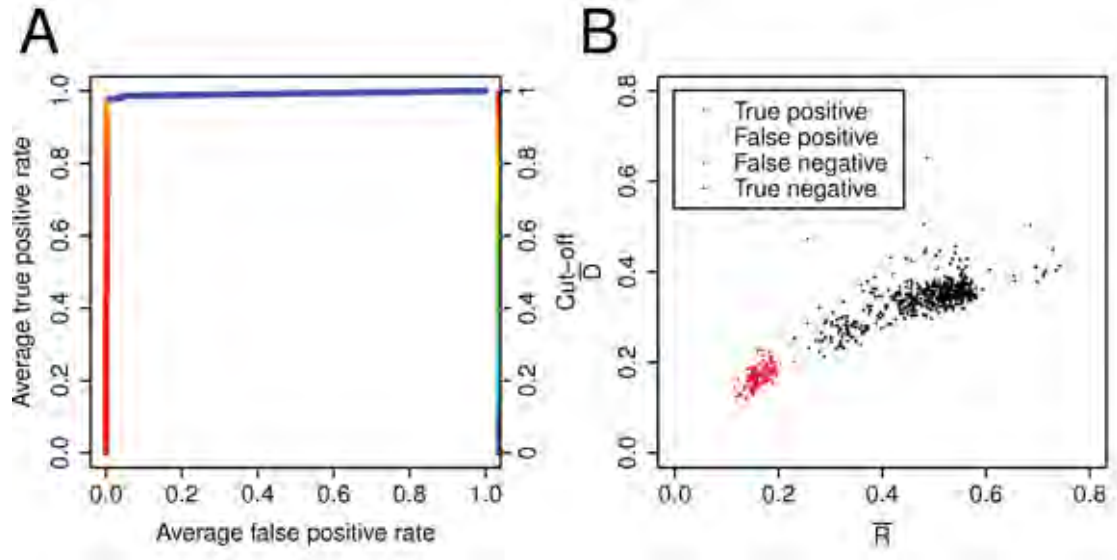 A
B
1.0
0.8
0.6
0.4
0.2
0.0
Average true positive rate
0.0 0.2 0.4 0.6 0.8 1.0
Average false positive rate
1
0.8
0.6
0.4
0.2
0
Cut-off
D
0.8
0.6
0.4
0.2
0.0
True positive
False positive
False negative
True negative
0.0 0.2 0.4 0.6 0.8
R